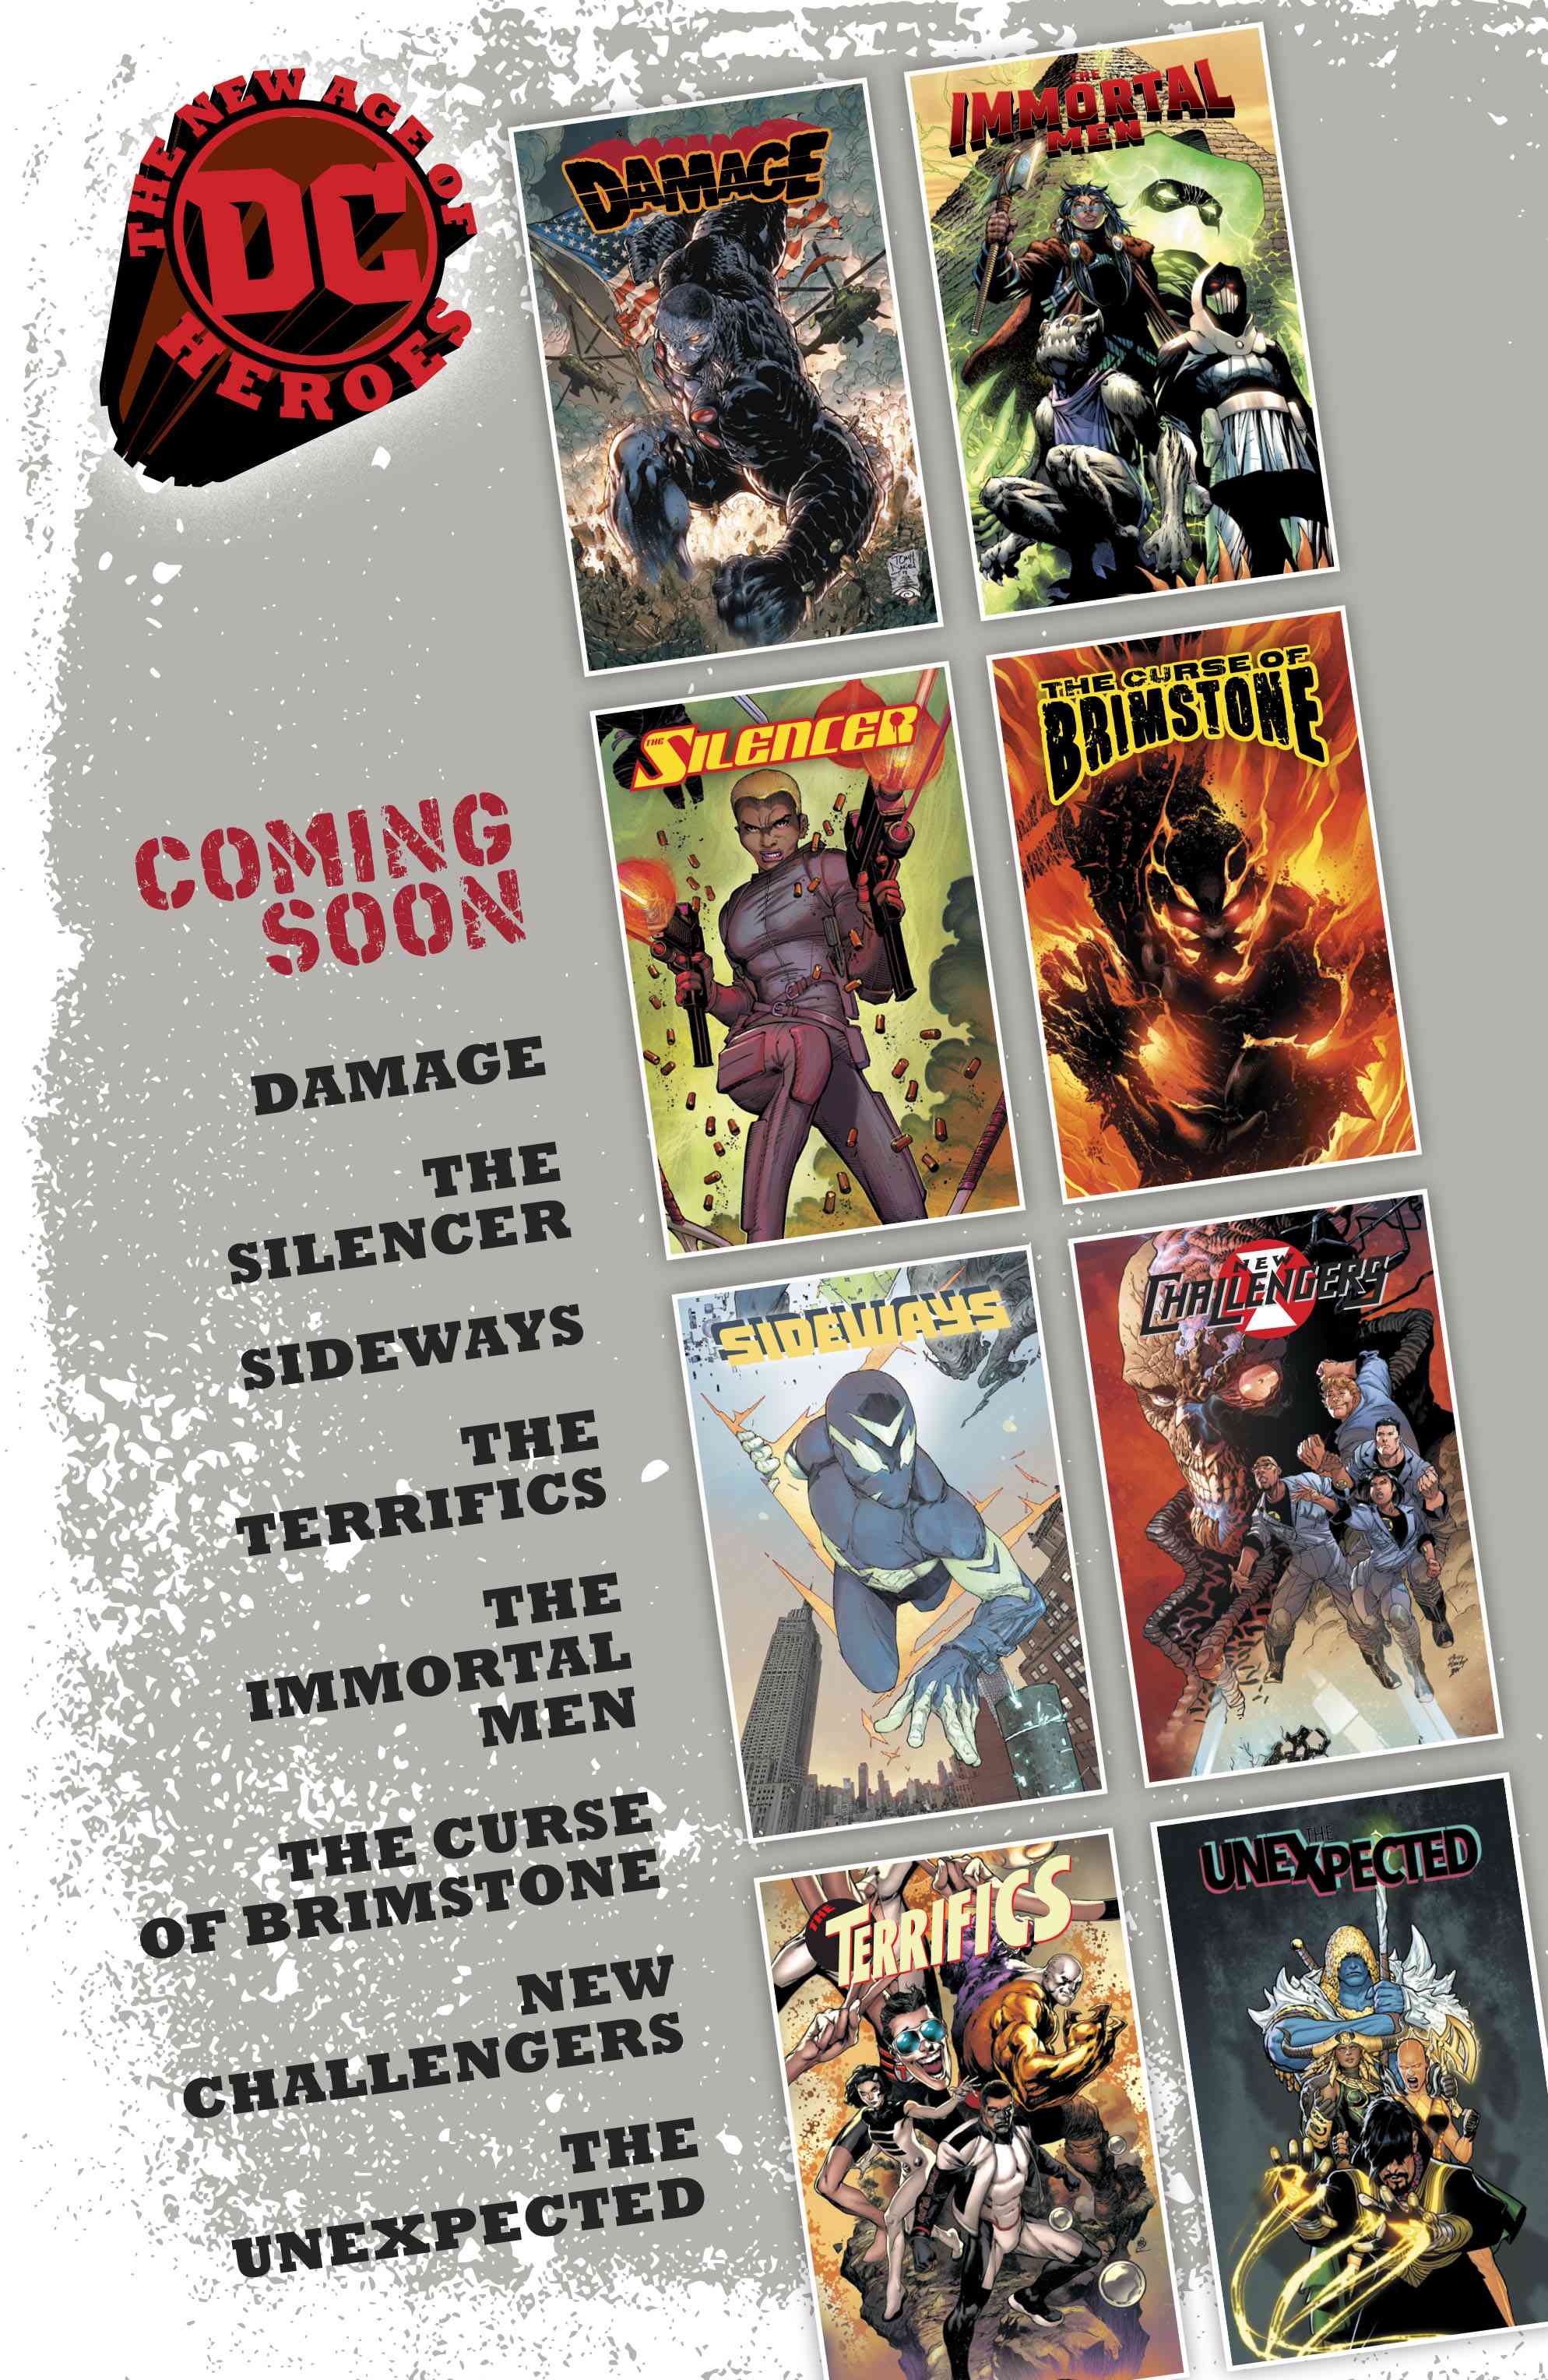 THE NEW AGE OF
DC
HEROES
COMING
SOON
DAMAGE
THE
SILENCER
SIDEWAYS
THE
TERRIFICS
THE
IMMORTAL
MEN
THE CURSE
OF BRIMSTONE
NEW
CHALLENGERS
THE
UNEXPECTED
DAMAGE
THE
IMMORTAL
MEN
THE SILENCER
THE CURSE OF
BRIMSTONE
SIDEWAYS
NEW
CHALLENGERS
THE
TERRIFICS
THE
UNEXPECTED